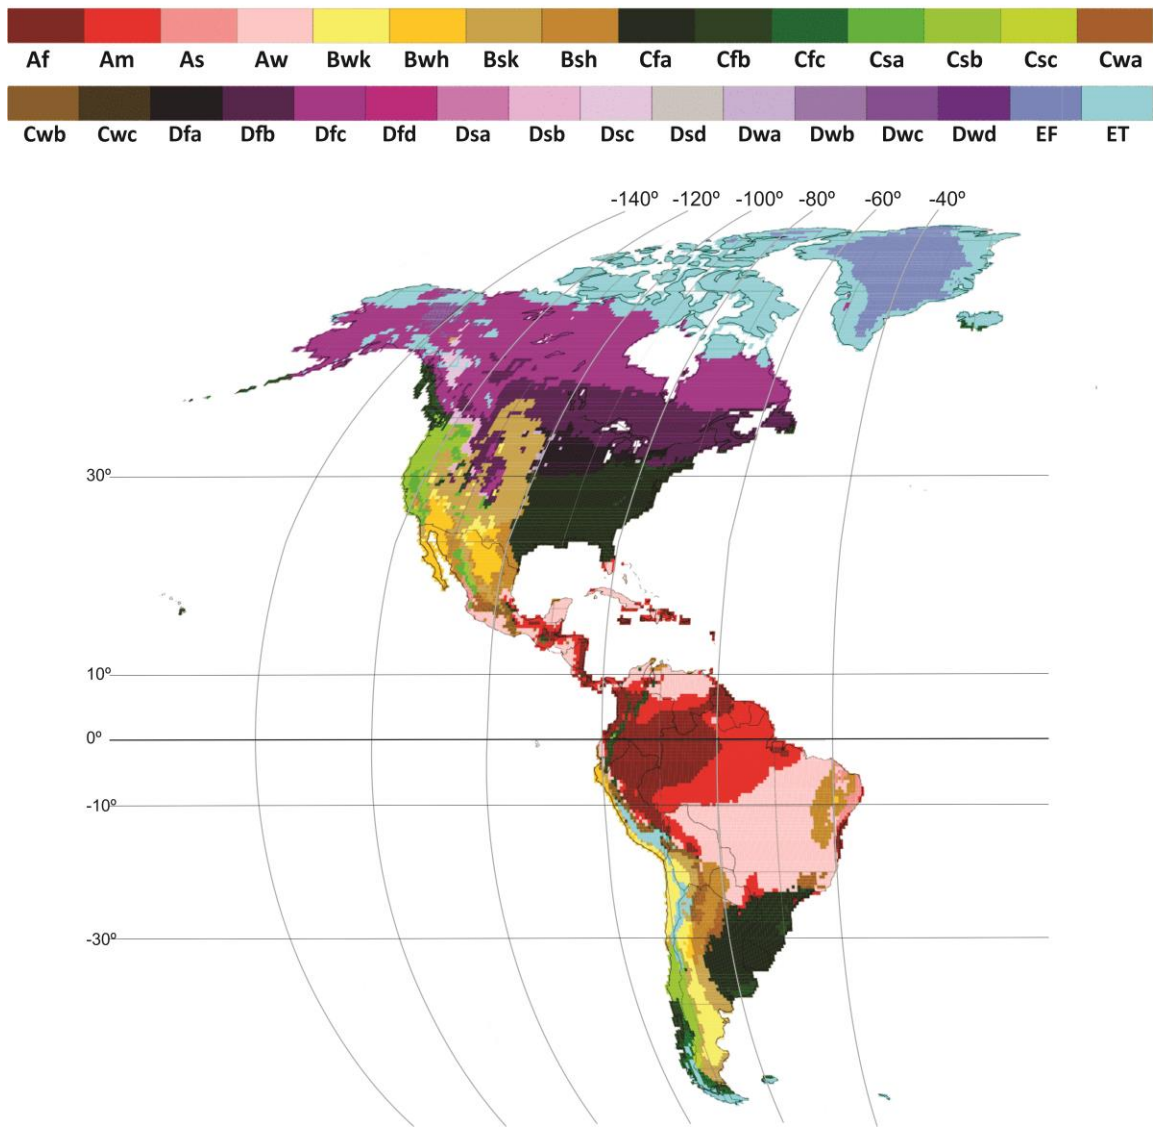 Af Am As Aw Bwk Bwh Bsk Bsh Cfa Cfb Cfc Csa Csb Csc Cwa
Cwb Cwc Dfa Dfb Dfc Dfd Dsa Dsb Dsc Dsd Dwa Dwb Dwc Dwd EF ET
-140º -120º -100º -80º -60º -40º
30º
10º
0º
-10º
-30º